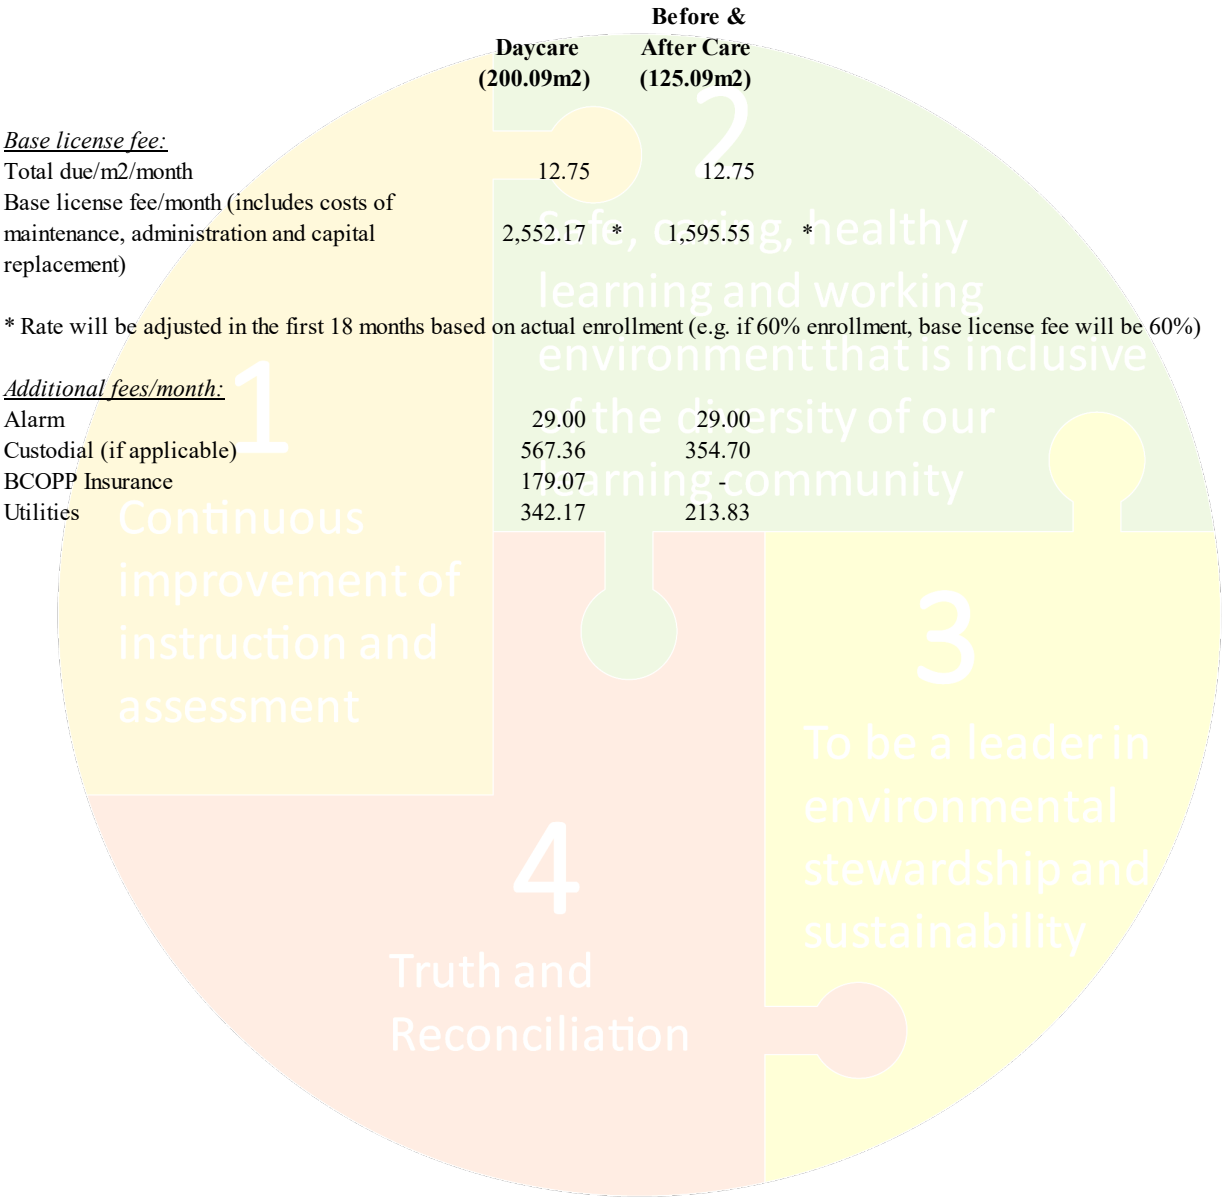 Before &
Daycare After Care
(200.09m2) (125.09m2)
Base license fee:
Total due/m2/month 12.75 12.75
Base license fee/month (includes costs of
maintenance, administration and capital 2,552.17 * 1,595.55 *
replacement)
* Rate will be adjusted in the first 18 months based on actual enrollment (e.g. if 60% enrollment, base license fee will be 60%)
Additional fees/month:
Alarm 29.00 29.00
Custodial (if applicable) 567.36 354.70
BCOPP Insurance 179.07 -
Utilities 342.17 213.83
1
Continuous
improvement of
instruction and
assessment
2
Safe, caring, healthy
learning and working
environment that is inclusive
of the diversity of our
learning community
3
To be a leader in
environmental
stewardship and
sustainability
4
Truth and
Reconciliation